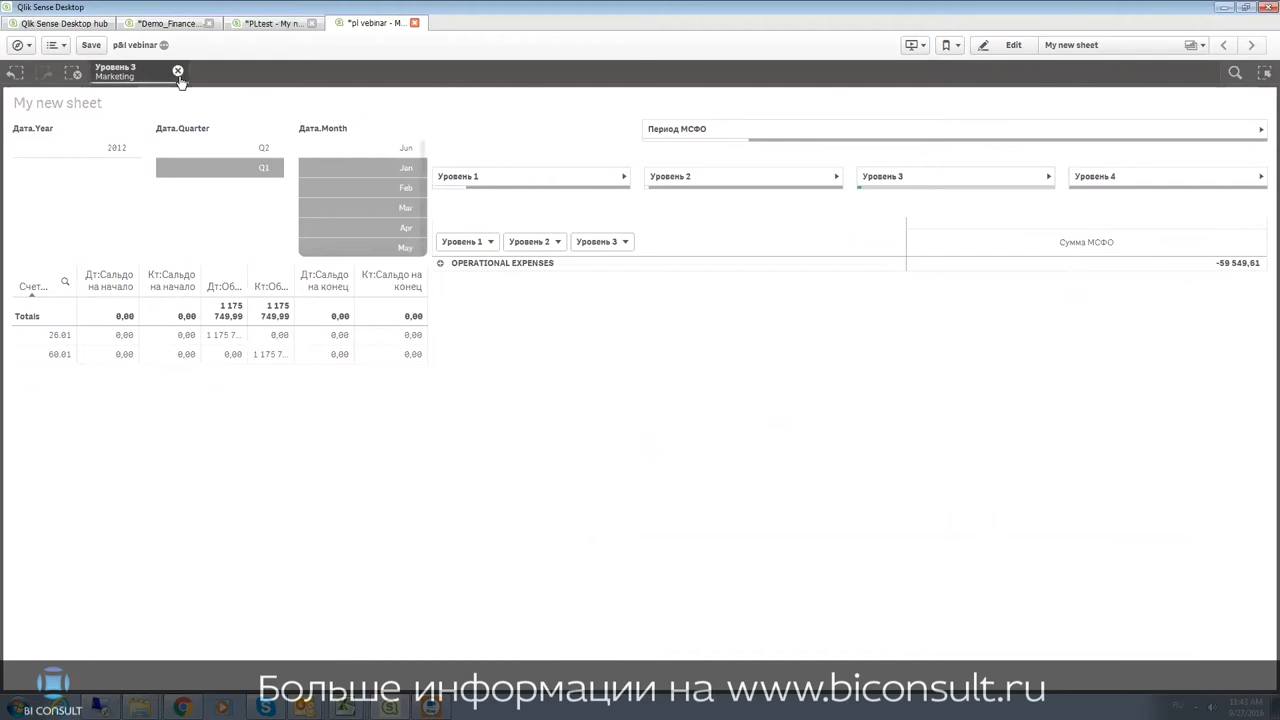 Qlik Sense Desktop
Qlik Sense Desktop hub
*Demo_Finance...
*PLtest - My n...
*pl vebinar - M...
Save
p&l vebinar
Edit
My new sheet
Уровень 3
Marketing
My new sheet
Дата.Year
Дата.Quarter
Дата.Month
Период МСФО
2012
Q2
Jun
Q1
Jan
Feb
Mar
Apr
May
Уровень 1
Уровень 2
Уровень 3
Уровень 4
Уровень 1
Уровень 2
Уровень 3
Сумма МСФО
OPERATIONAL EXPENSES
-59 549,61
Счет...
Дт:Сальдо на начало
Кт:Сальдо на начало
Дт:Об...
Кт:Об...
Дт:Сальдо на конец
Кт:Сальдо на конец
Totals 0,00 0,00 1 175 749,99 1 175 749,99 0,00 0,00
26.01 0,00 0,00 1 175 7... 0,00 0,00 0,00
60.01 0,00 0,00 0,00 1 175 7... 0,00 0,00
Больше информации на www.biconsult.ru
BI CONSULT
RU
11:43 AM
9/27/2016